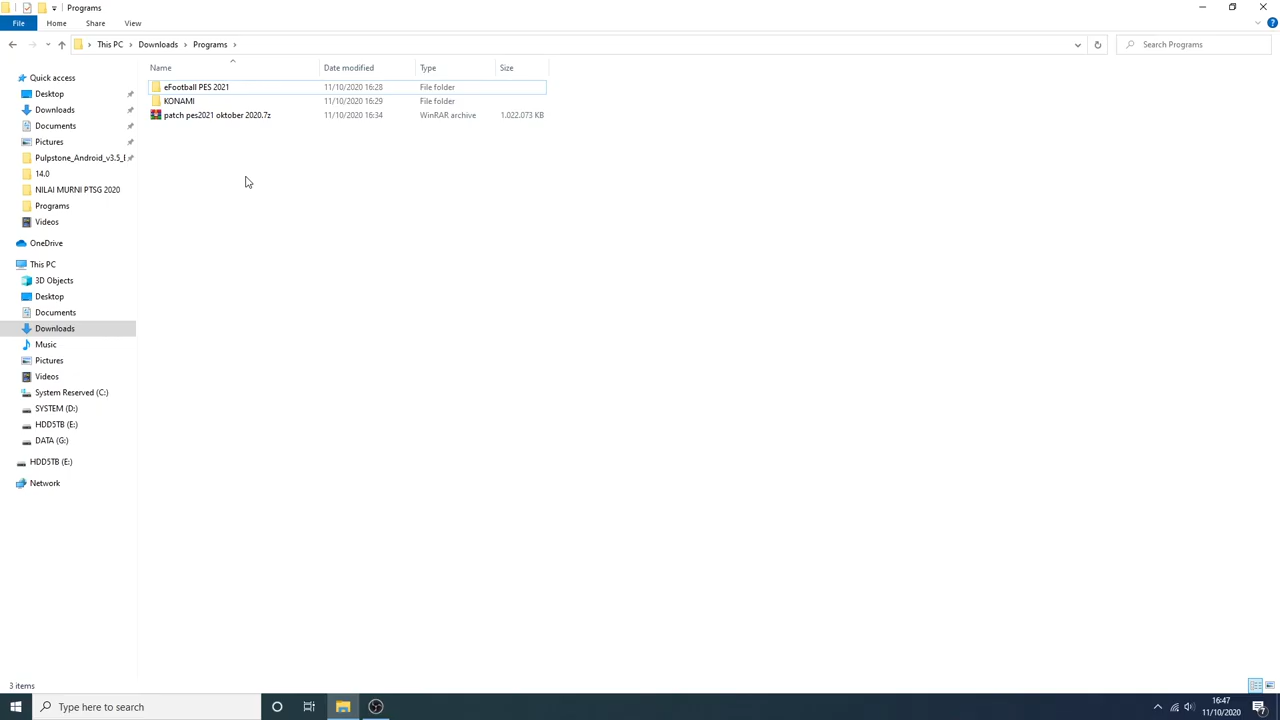 Programs
File Home Share View
This PC Downloads Programs Search Programs
Name Date modified Type Size
eFootball PES 2021 11/10/2020 16:28 File folder
KONAMI 11/10/2020 16:29 File folder
patch pes2021 oktober 2020.7z 11/10/2020 16:34 WinRAR archive 1.022.073 KB
Quick access
Desktop
Downloads
Documents
Pictures
Pulpstone_Android_v3.5_E
14.0
NILAI MURNI PTSG 2020
Programs
Videos
OneDrive
This PC
3D Objects
Desktop
Documents
Downloads
Music
Pictures
Videos
System Reserved (C:)
SYSTEM (D:)
HDD5TB (E:)
DATA (G:)
HDD5TB (E:)
Network
3 items
Type here to search
16:47
11/10/2020